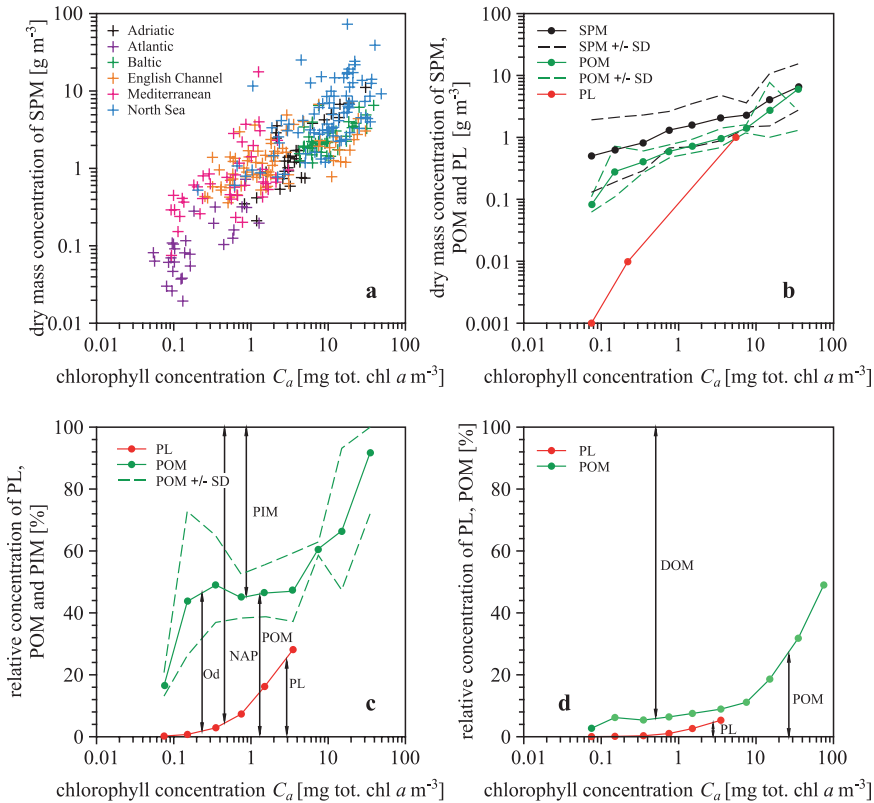 dry mass concentration of SPM [g m-3]
100
10
1
0.1
0.01
Adriatic
Atlantic
Baltic
English Channel
Mediterranean
North Sea
a
0.01 0.1 1 10 100
chlorophyll concentration Ca [mg tot. chl a m-3]
dry mass concentration of SPM,
POM and PL [g m-3]
100
10
1
0.1
0.01
0.001
SPM
SPM +/- SD
POM
POM +/- SD
PL
b
0.01 0.1 1 10 100
chlorophyll concentration Ca [mg tot. chl a m-3]
relative concentration of PL,
POM and PIM [%]
100
80
60
40
20
0
PL
POM
POM +/- SD
PIM
Od
NAP
POM
PL
c
0.01 0.1 1 10 100
chlorophyll concentration Ca [mg tot. chl a m-3]
relative concentration of PL, POM [%]
100
80
60
40
20
0
PL
POM
DOM
POM
PL
d
0.01 0.1 1 10 100
chlorophyll concentration Ca [mg tot. chl a m-3]